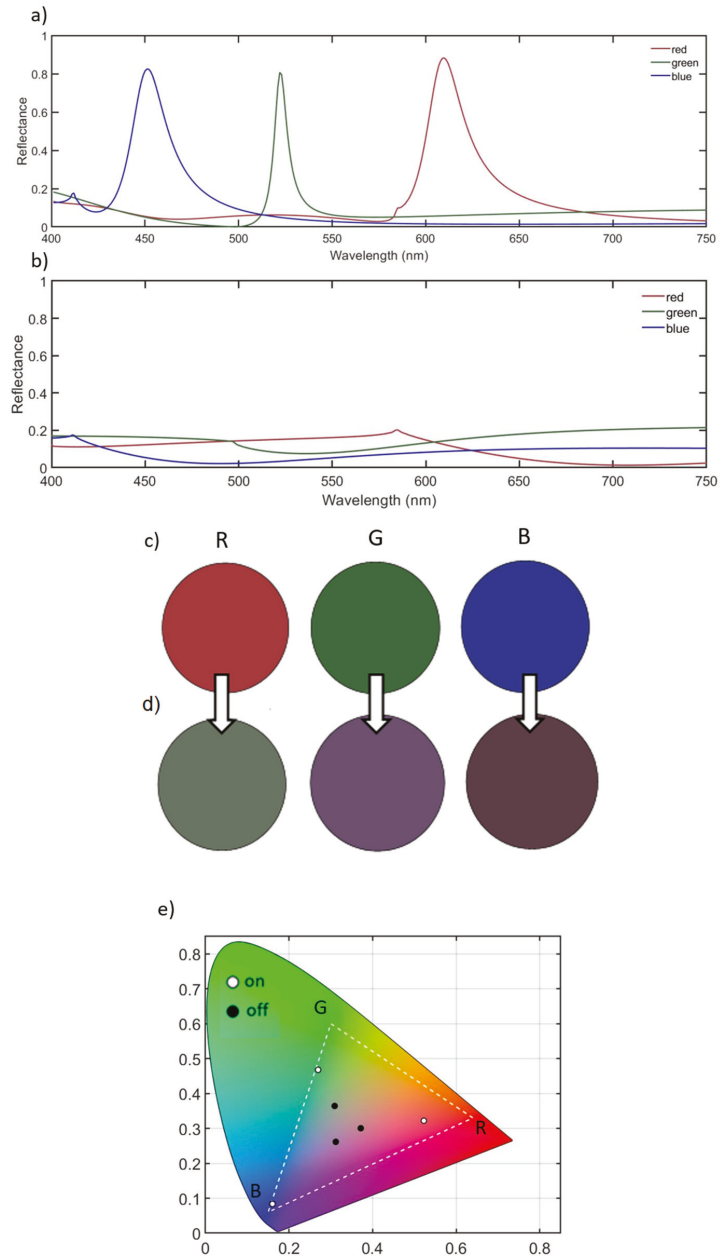 a)
1
0.8
0.6
0.4
0.2
0
Reflectance
red
green
blue
400 450 500 550 600 650 700 750
Wavelength (nm)
b)
1
0.8
0.6
0.4
0.2
0
Reflectance
red
green
blue
400 450 500 550 600 650 700 750
Wavelength (nm)
c) R G B
d)
e)
0.8
0.7
0.6
0.5
0.4
0.3
0.2
0.1
0
on
off
G
R
B
0 0.2 0.4 0.6 0.8